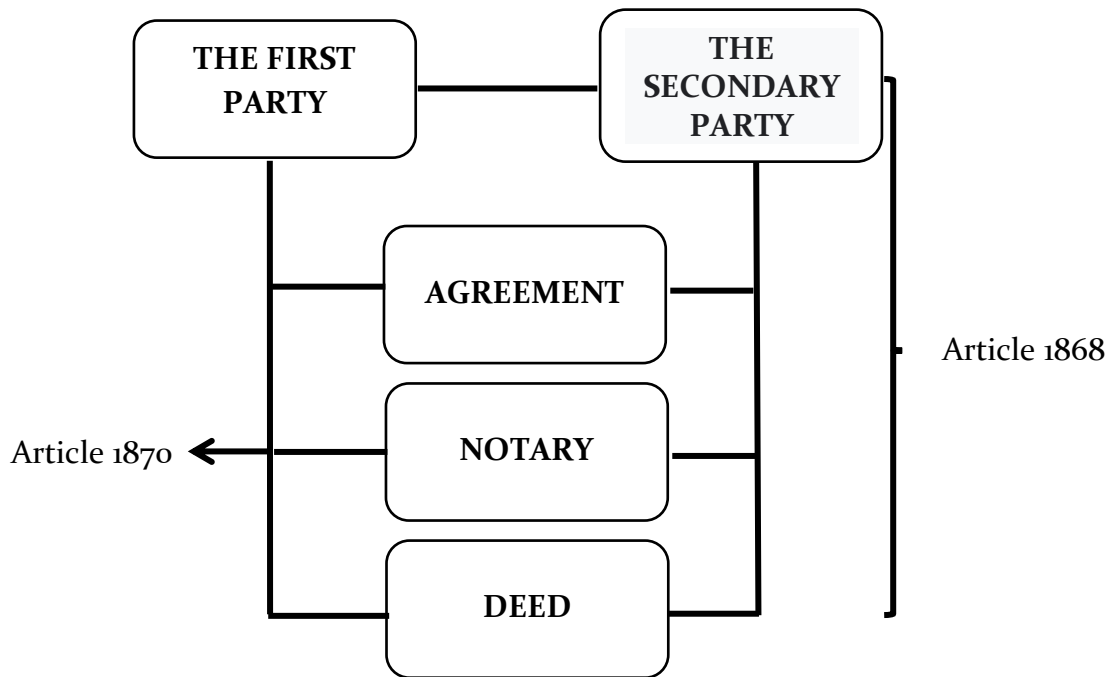 THE FIRST
PARTY
THE
SECONDARY
PARTY
AGREEMENT
Article 1868
NOTARY
Article 1870
DEED